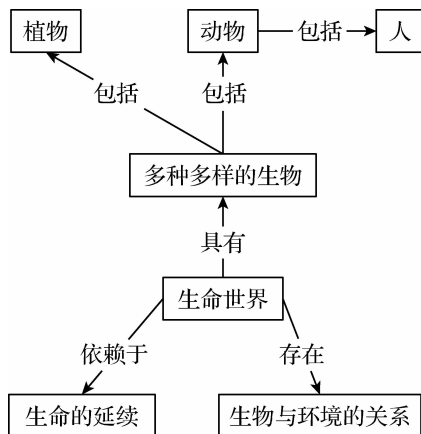 植物
动物
包括
人
包括
包括
多种多样的生物
具有
生命世界
依赖于
存在
生命的延续
生物与环境的关系